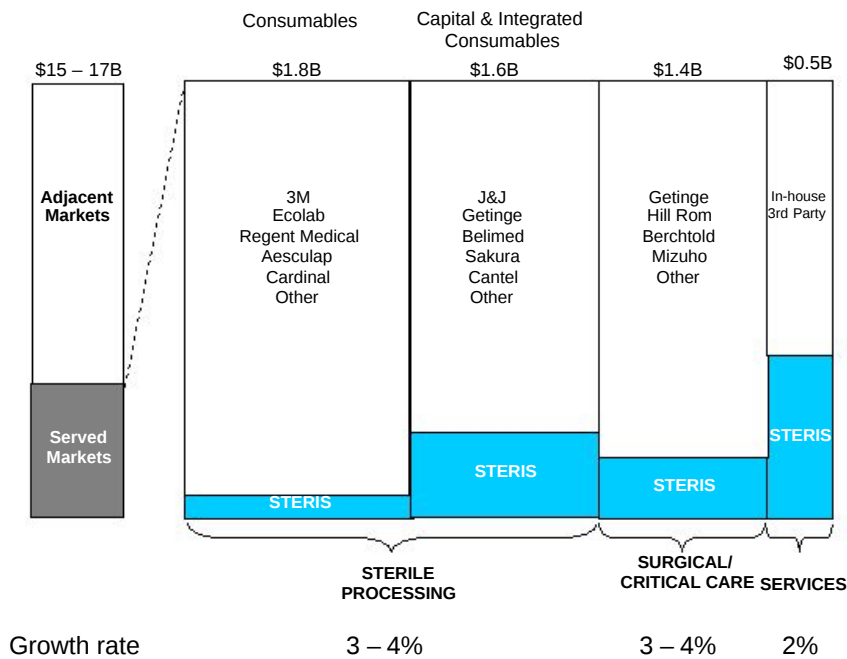 Consumables
Capital & Integrated
Consumables
$15 – 17B
$1.8B
$1.6B
$1.4B
$0.5B
Adjacent
Markets
Served
Markets
3M
Ecolab
Regent Medical
Aesculap
Cardinal
Other
STERIS
J&J
Getinge
Belimed
Sakura
Cantel
Other
STERIS
Getinge
Hill Rom
Berchtold
Mizuho
Other
STERIS
In-house
3rd Party
STERIS
STERILE
PROCESSING
SURGICAL/
CRITICAL CARE
SERVICES
Growth rate
3 – 4%
3 – 4%
2%